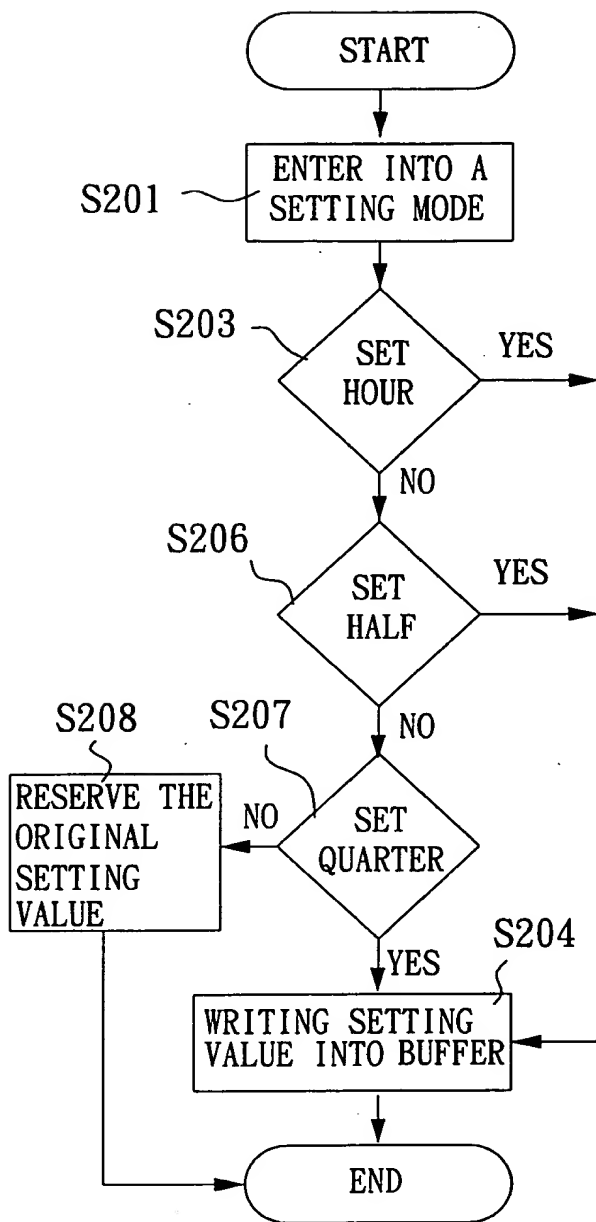 START
ENTER INTO A
SETTING MODE
S201
S203
SET
HOUR
YES
NO
S206
SET
HALF
YES
NO
S207
S208
RESERVE THE
ORIGINAL
SETTING
VALUE
NO
SET
QUARTER
YES
S204
WRITING SETTING
VALUE INTO BUFFER
END